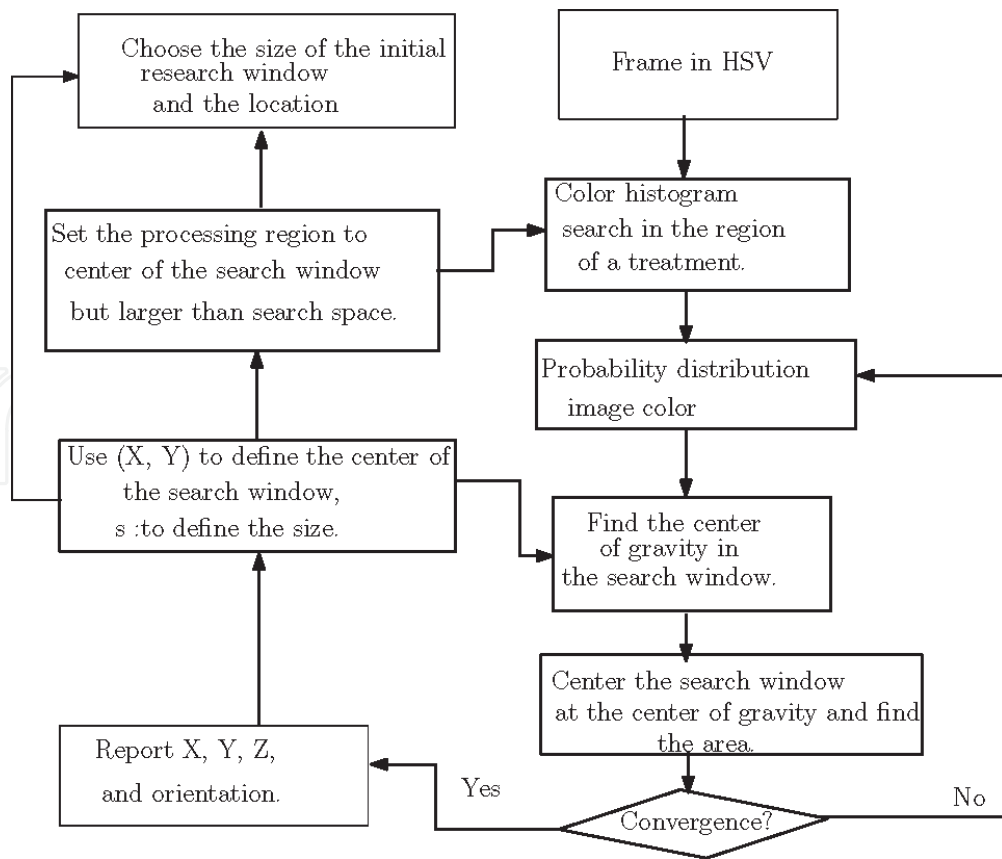 Choose the size of the initial
research window
and the location
Frame in HSV
Set the processing region to
center of the search window
but larger than search space.
Color histogram
search in the region
of a treatment.
Probability distribution
image color
Use (X, Y) to define the center of
the search window,
s :to define the size.
Find the center
of gravity in
the search window.
Center the search window
at the center of gravity and find
the area.
Report X, Y, Z,
and orientation.
Yes
Convergence?
No